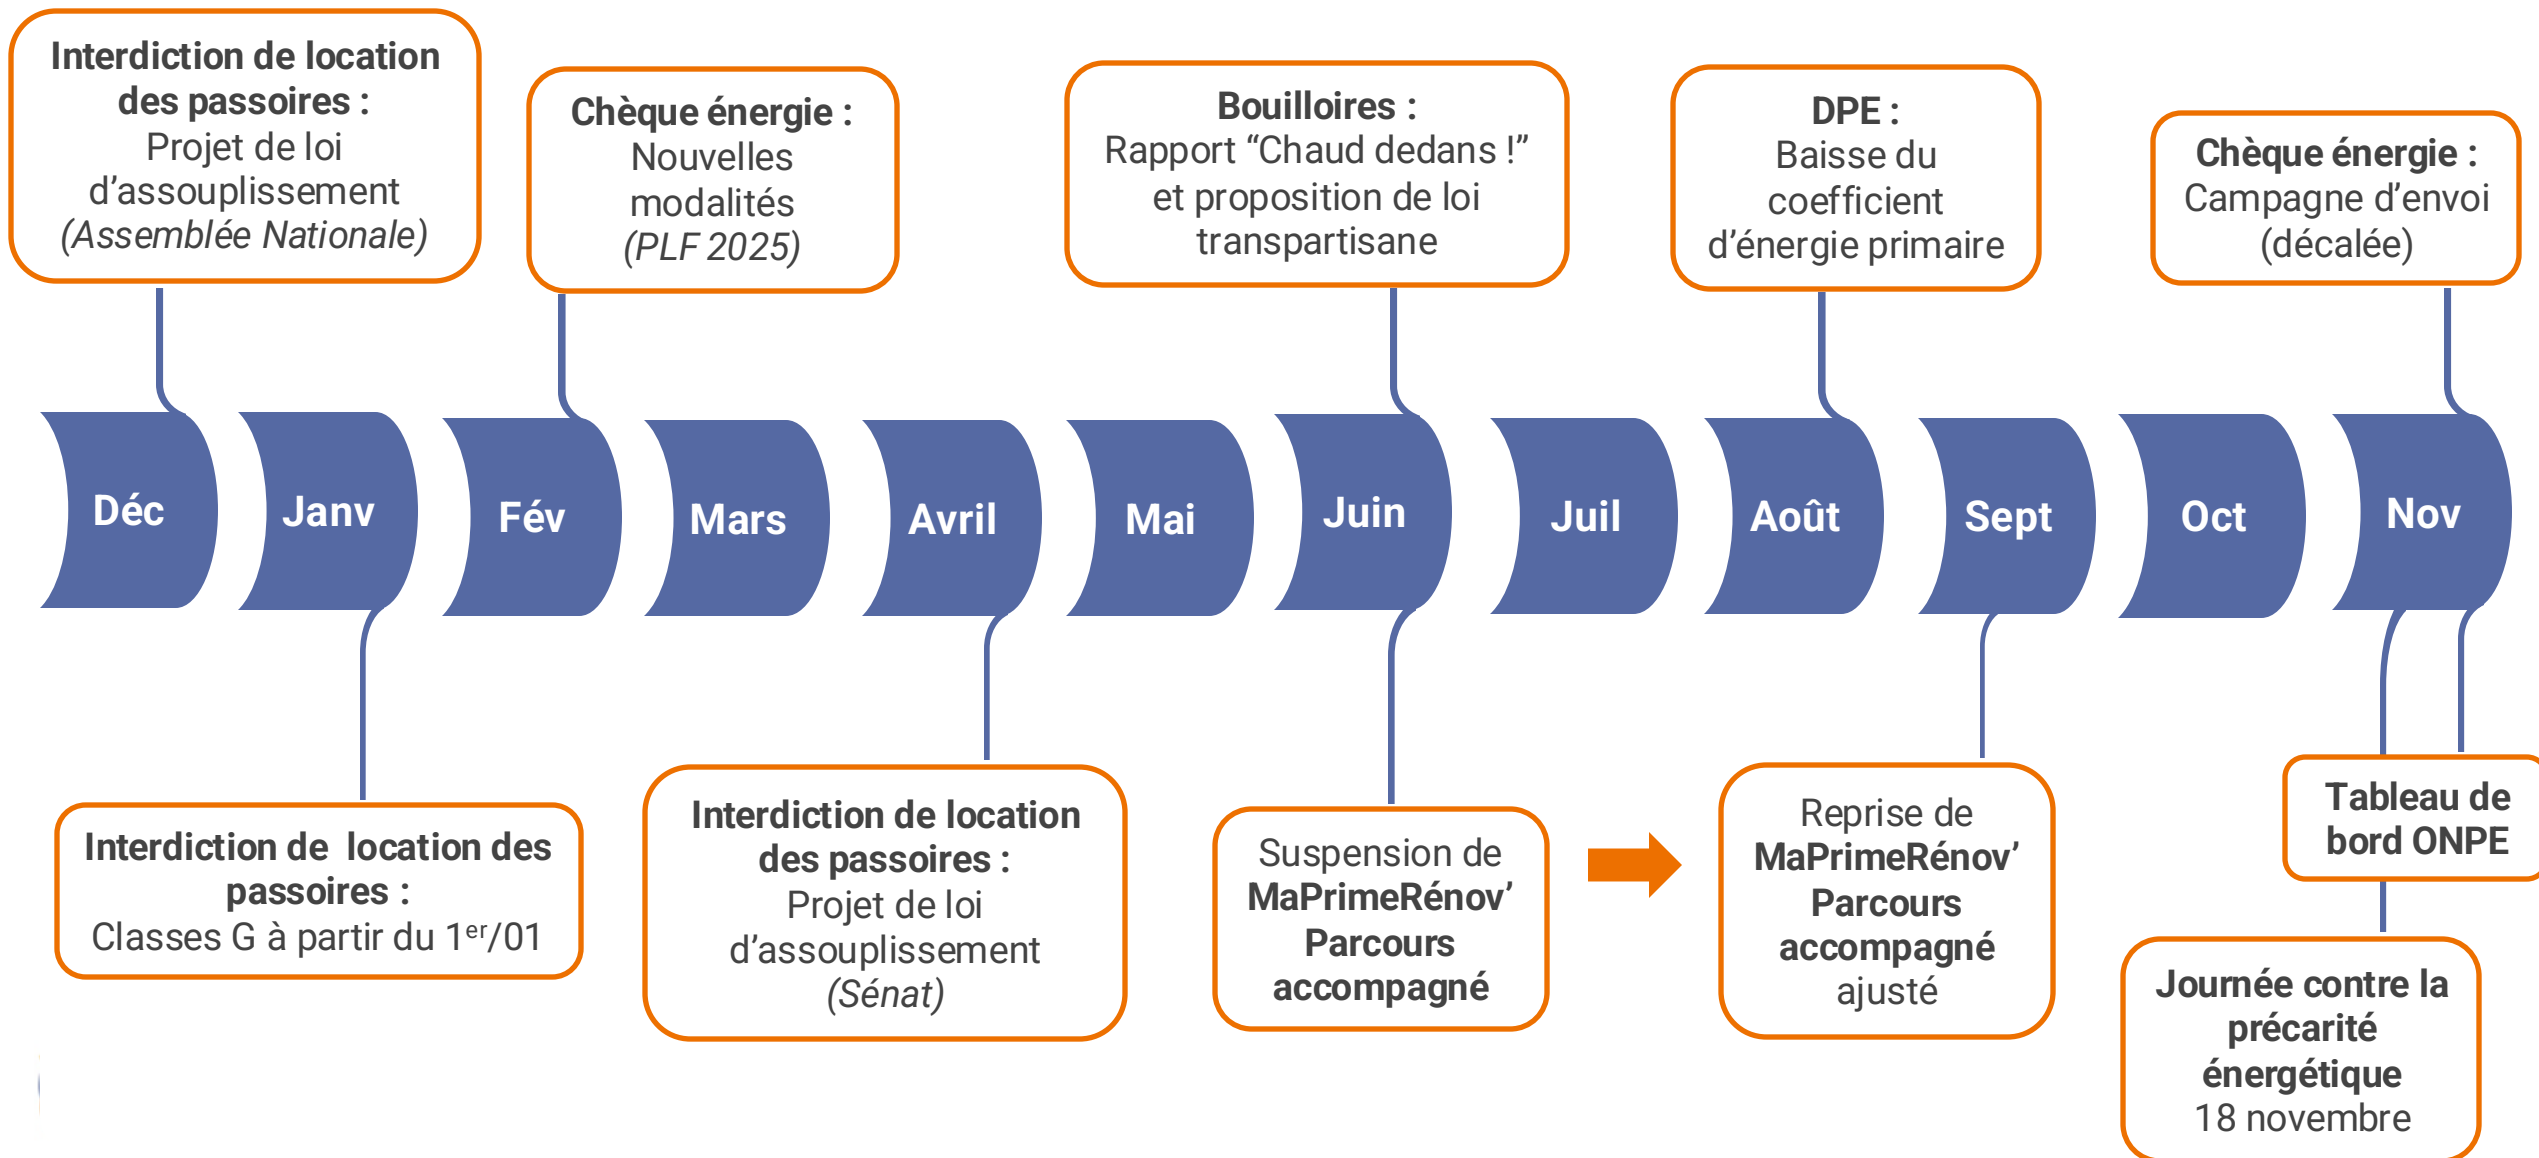 Interdiction de location
des passoires :
Projet de loi
d’assouplissement
(Assemblée Nationale)
Chèque énergie :
Nouvelles
modalités
(PLF 2025)
Bouilloires :
Rapport “Chaud dedans !”
et proposition de loi
transpartisane
DPE :
Baisse du
coefficient
d’énergie primaire
Chèque énergie :
Campagne d’envoi
(décalée)
Déc
Janv
Fév
Mars
Avril
Mai
Juin
Juil
Août
Sept
Oct
Nov
Interdiction de location des
passoires :
Classes G à partir du 1er/01
Interdiction de location
des passoires :
Projet de loi
d’assouplissement
(Sénat)
Suspension de
MaPrimeRénov’
Parcours
accompagné
Reprise de
MaPrimeRénov’
Parcours
accompagné
ajusté
Tableau de
bord ONPE
Journée contre la
précarité
énergétique
18 novembre